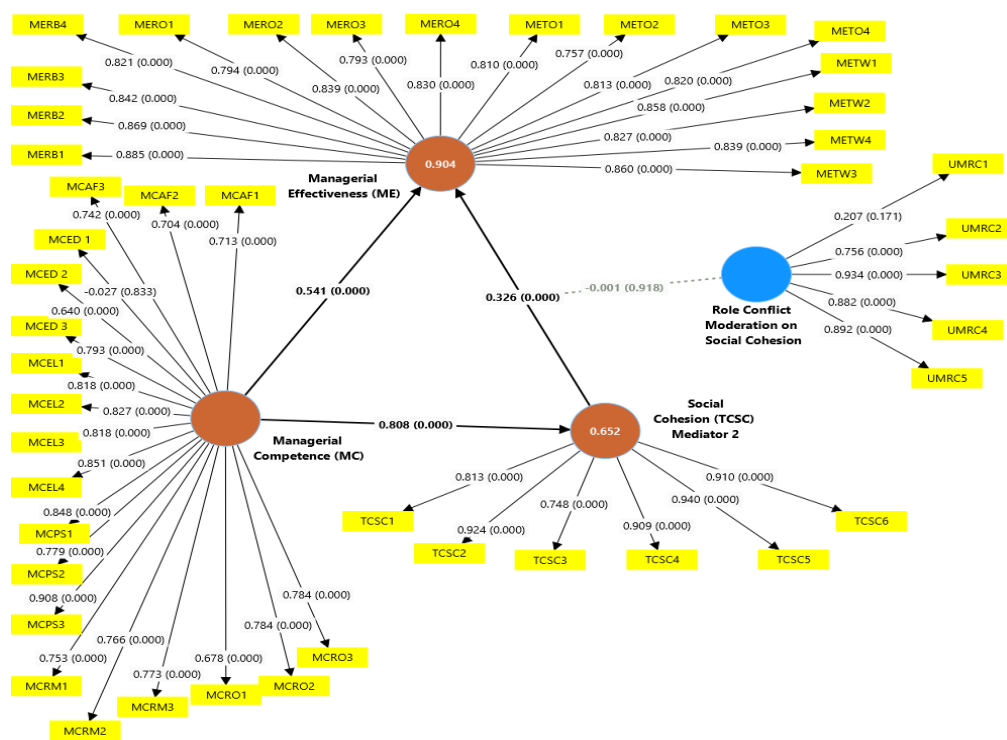 MERB4
MERO1
MERO2
MERO3
MERO4
METO1
METO2
METO3
METO4
METW1
METW2
METW4
METW3
MERB3
MERB2
MERB1
0.821 (0.000)
0.794 (0.000)
0.839 (0.000)
0.793 (0.000)
0.830 (0.000)
0.810 (0.000)
0.757 (0.000)
0.813 (0.000)
0.820 (0.000)
0.858 (0.000)
0.827 (0.000)
0.839 (0.000)
0.860 (0.000)
0.842 (0.000)
0.869 (0.000)
0.885 (0.000)
0.904
Managerial
Effectiveness (ME)
MCAF3
MCAF2
MCAF1
0.742 (0.000)
0.704 (0.000)
0.713 (0.000)
MCED 1
MCED 2
MCED 3
MCEL1
MCEL2
MCEL3
MCEL4
MCPS1
MCPS2
MCPS3
MCRM1
MCRM2
MCRM3
MCRO1
MCRO2
MCRO3
-0.027 (0.833)
0.640 (0.000)
0.793 (0.000)
0.818 (0.000)
0.827 (0.000)
0.818 (0.000)
0.851 (0.000)
0.848 (0.000)
0.779 (0.000)
0.908 (0.000)
0.753 (0.000)
0.766 (0.000)
0.773 (0.000)
0.678 (0.000)
0.784 (0.000)
0.784 (0.000)
Managerial
Competence (MC)
0.541 (0.000)
0.326 (0.000)
-0.001 (0.918)
0.808 (0.000)
UMRC1
UMRC2
UMRC3
UMRC4
UMRC5
0.207 (0.171)
0.756 (0.000)
0.934 (0.000)
0.882 (0.000)
0.892 (0.000)
Role Conflict
Moderation on
Social Cohesion
Social
Cohesion (TCSC)
Mediator 2
0.652
0.813 (0.000)
0.924 (0.000)
0.748 (0.000)
0.909 (0.000)
0.940 (0.000)
0.910 (0.000)
TCSC1
TCSC2
TCSC3
TCSC4
TCSC5
TCSC6